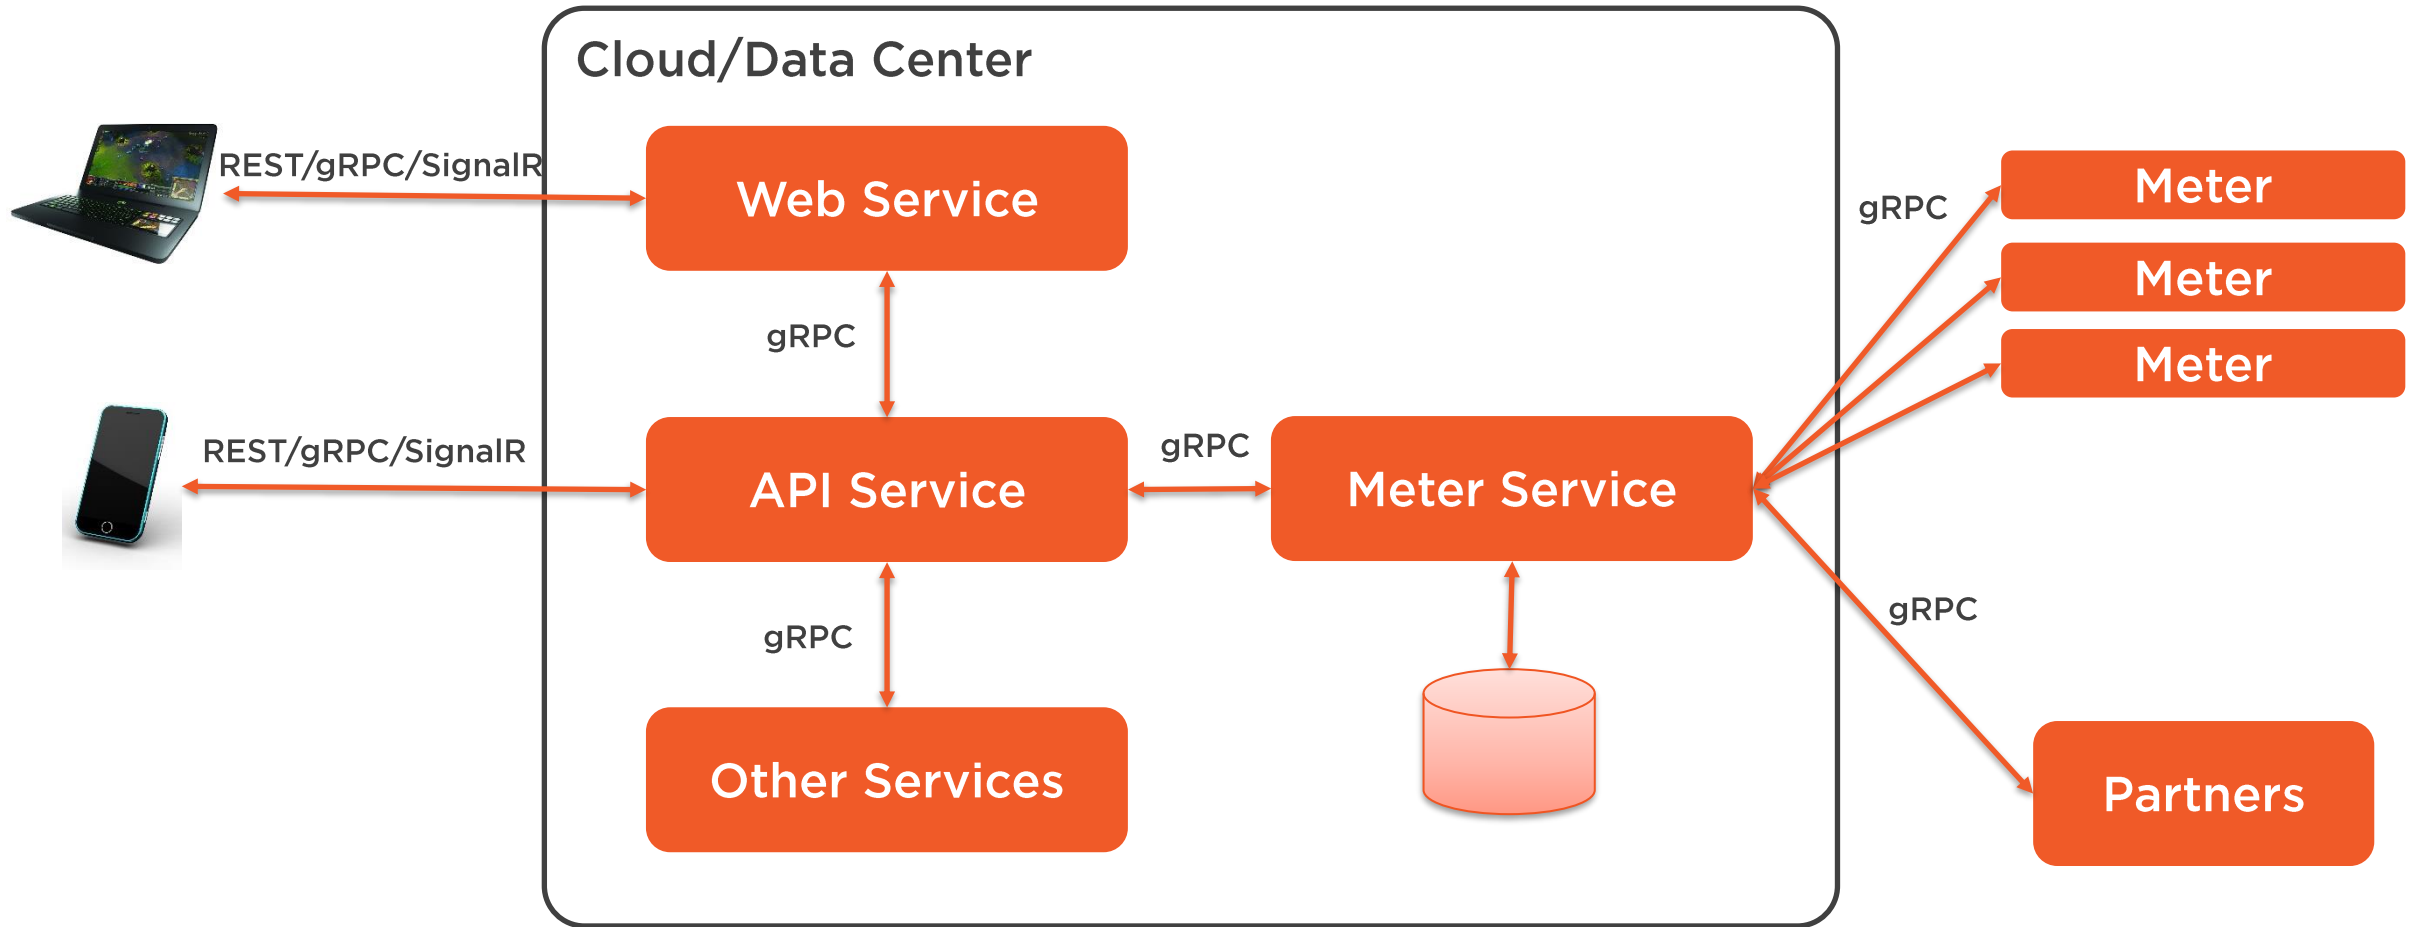 Cloud/Data Center
REST/gRPC/SignalR
Web Service
gRPC
Meter
Meter
Meter
gRPC
REST/gRPC/SignalR
API Service
gRPC
Meter Service
gRPC
gRPC
Other Services
Partners